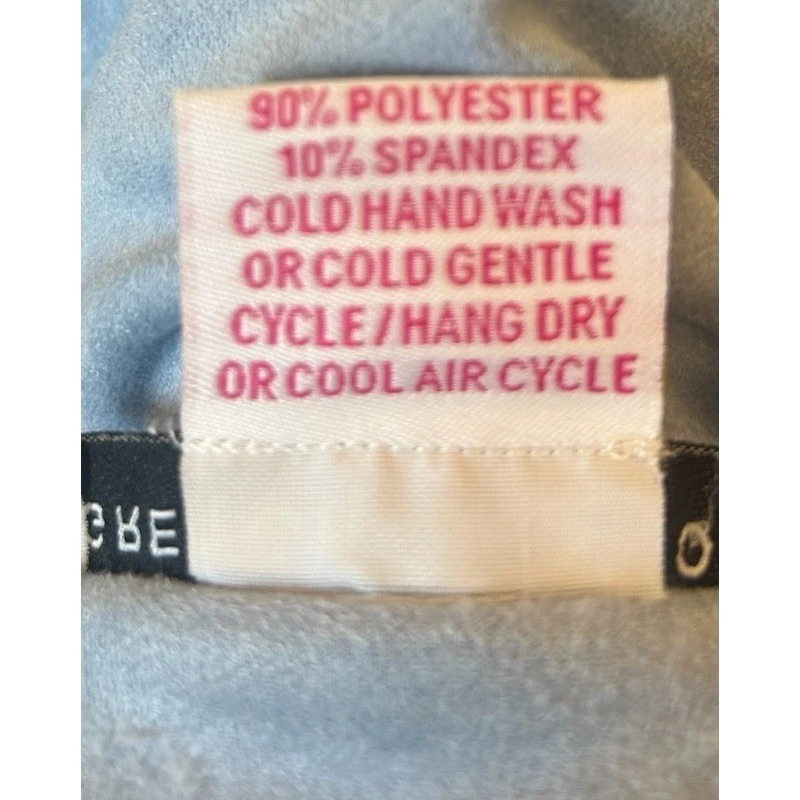 90% POLYESTER
10% SPANDEX
COLD HAND WASH
OR COLD GENTLE
CYCLE / HANG DRY
OR COOL AIR CYCLE